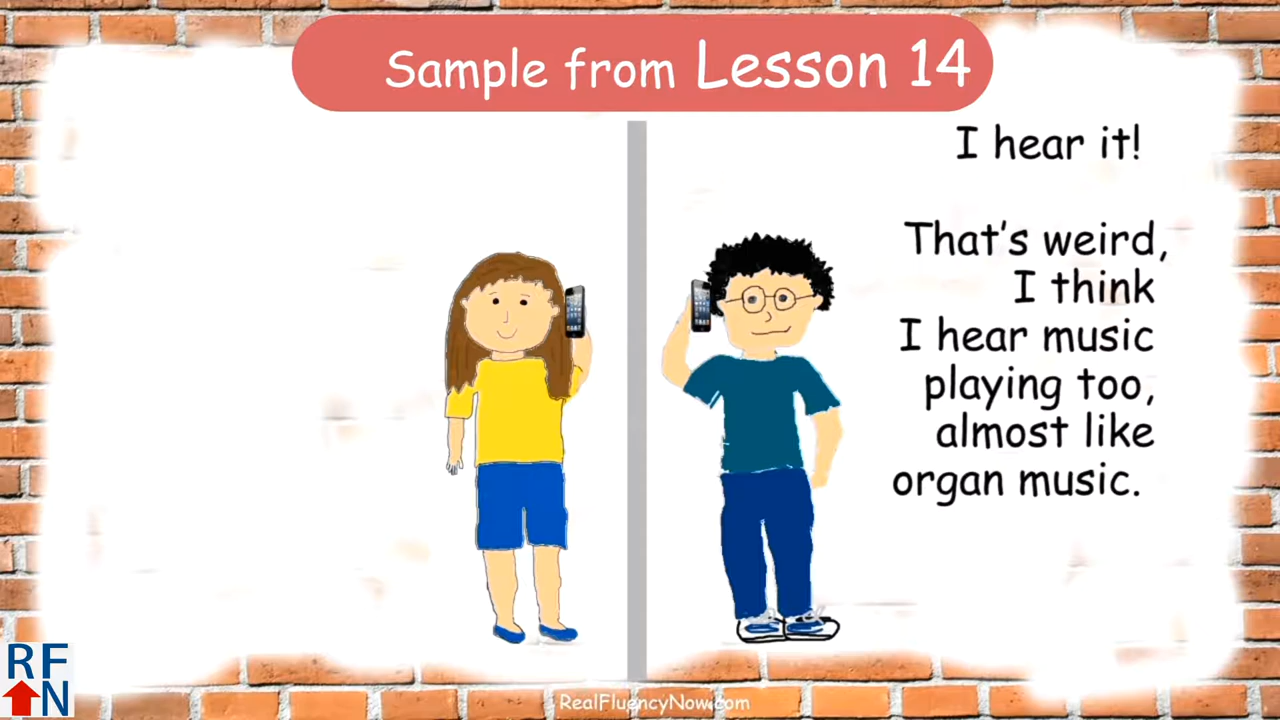 Sample from Lesson 14
I hear it!
That's weird,
I think
I hear music
playing too,
almost like
organ music.
RF
N
RealFluencyNow.com